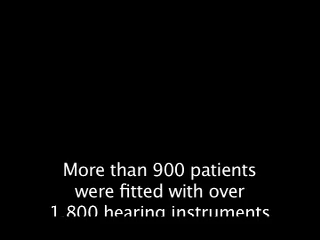 More than 900 patients
were fitted with over
1,800 hearing instruments